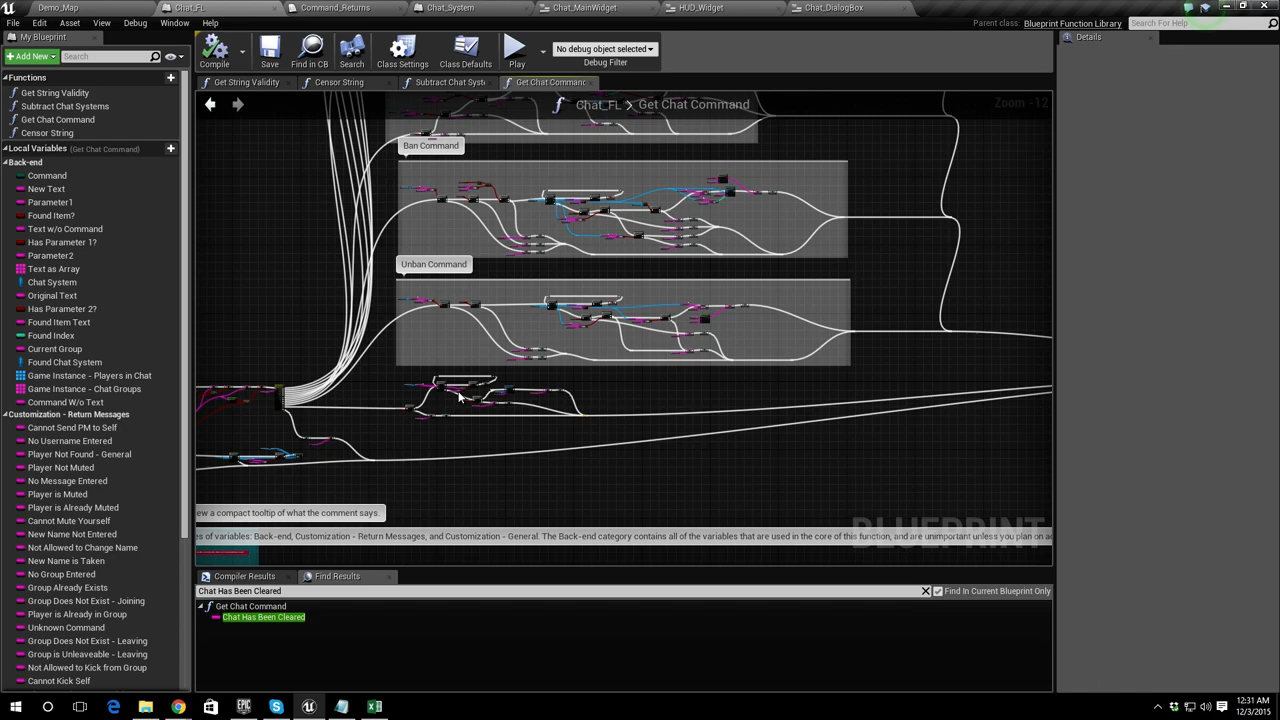 Demo_Map
Chat_FL
Command_Returns
Chat_System
Chat_MainWidget
HUD_Widget
Chat_DialogBox
File
Edit
Asset
View
Debug
Window
Help
Parent class: Blueprint Function Library
Search For Help
My Blueprint
Details
Add New
Search
Compile
Save
Find in CB
Search
Class Settings
Class Defaults
Play
No debug object selected
Debug Filter
Functions
Get String Validity
Subtract Chat Systems
Get Chat Command
Censor String
Local Variables (Get Chat Command)
Back-end
Command
New Text
Parameter1
Found Item?
Text w/o Command
Has Parameter 1?
Parameter2
Text as Array
Chat System
Original Text
Has Parameter 2?
Found Item Text
Found Index
Current Group
Found Chat System
Game Instance - Players in Chat
Game Instance - Chat Groups
Command W/o Text
Customization - Return Messages
Cannot Send PM to Self
No Username Entered
Player Not Found - General
Player Not Muted
No Message Entered
Player is Muted
Player is Already Muted
Cannot Mute Yourself
New Name Not Entered
Not Allowed to Change Name
New Name is Taken
No Group Entered
Group Already Exists
Group Does Not Exist - Joining
Player is Already in Group
Unknown Command
Group Does Not Exist - Leaving
Group is Unleaveable - Leaving
Not Allowed to Kick from Group
Cannot Kick Self
Get String Validity
Censor String
Subtract Chat Syst
Get Chat Command
Chat_FL > Get Chat Command
Zoom -12
Ban Command
Unban Command
ew a compact tooltip of what the comment says.
es of variables: Back-end, Customization - Return Messages, and Customization - General. The Back-end category contains all of the variables that are used in the core of this function, and are unimportant unless you plan on a
BLUEPRINT
Compiler Results
Find Results
Chat Has Been Cleared
Find In Current Blueprint Only
Get Chat Command
Chat Has Been Cleared
12:31 AM
12/3/2015